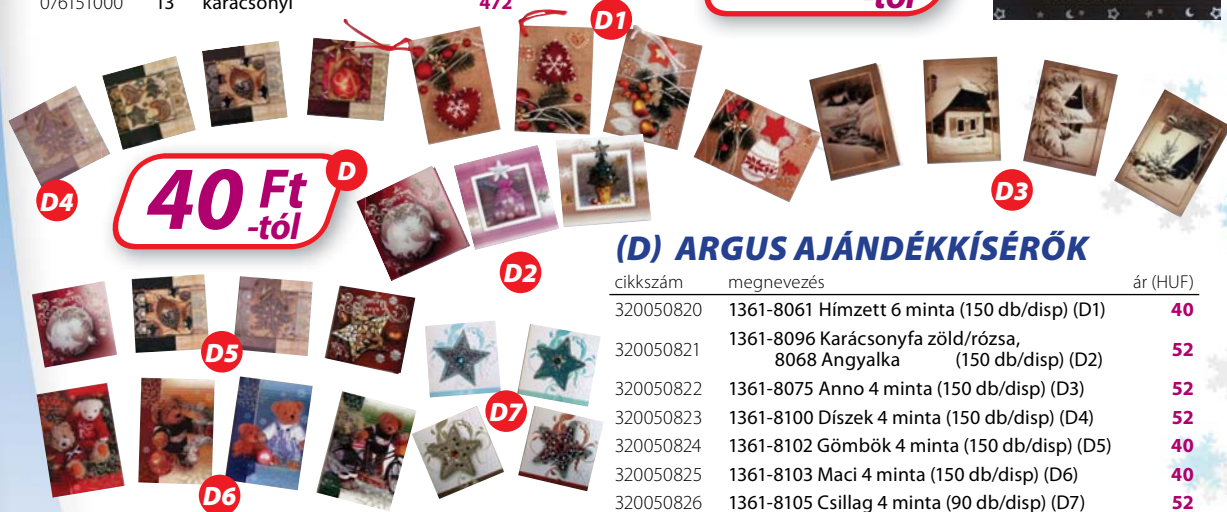 076151000 13 karácsonyi 472
-tól
D1
D4
40 Ft
-tól
D
D2
D3
D5
D7
D6
(D) ARGUS AJÁNDÉKKÍSÉRŐK
cikkszám megnevezés ár (HUF)
320050820 1361-8061 Hímzett 6 minta (150 db/disp) (D1) 40
320050821 1361-8096 Karácsonyfa zöld/rózsa,
8068 Angyalka (150 db/disp) (D2) 52
320050822 1361-8075 Anno 4 minta (150 db/disp) (D3) 52
320050823 1361-8100 Díszek 4 minta (150 db/disp) (D4) 52
320050824 1361-8102 Gömbök 4 minta (150 db/disp) (D5) 40
320050825 1361-8103 Maci 4 minta (150 db/disp) (D6) 40
320050826 1361-8105 Csillag 4 minta (90 db/disp) (D7) 52